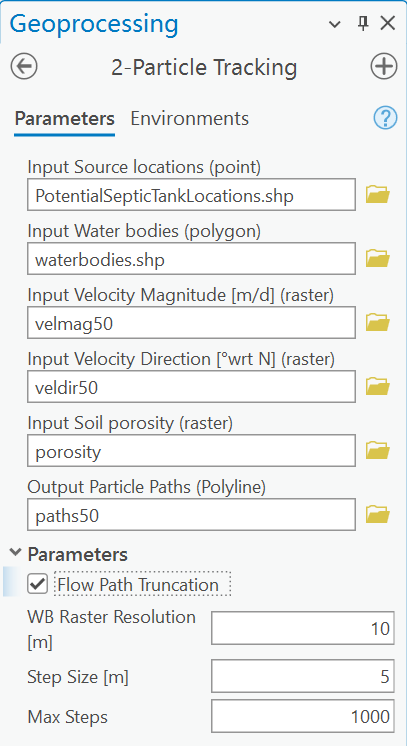 Geoprocessing
2-Particle Tracking
Parameters Environments
Input Source locations (point)
PotentialSepticTankLocations.shp
Input Water bodies (polygon)
waterbodies.shp
Input Velocity Magnitude [m/d] (raster)
velmag50
Input Velocity Direction [°wrt N] (raster)
veldir50
Input Soil porosity (raster)
porosity
Output Particle Paths (Polyline)
paths50
Parameters
Flow Path Truncation
WB Raster Resolution
[m]
10
Step Size [m] 5
Max Steps 1000